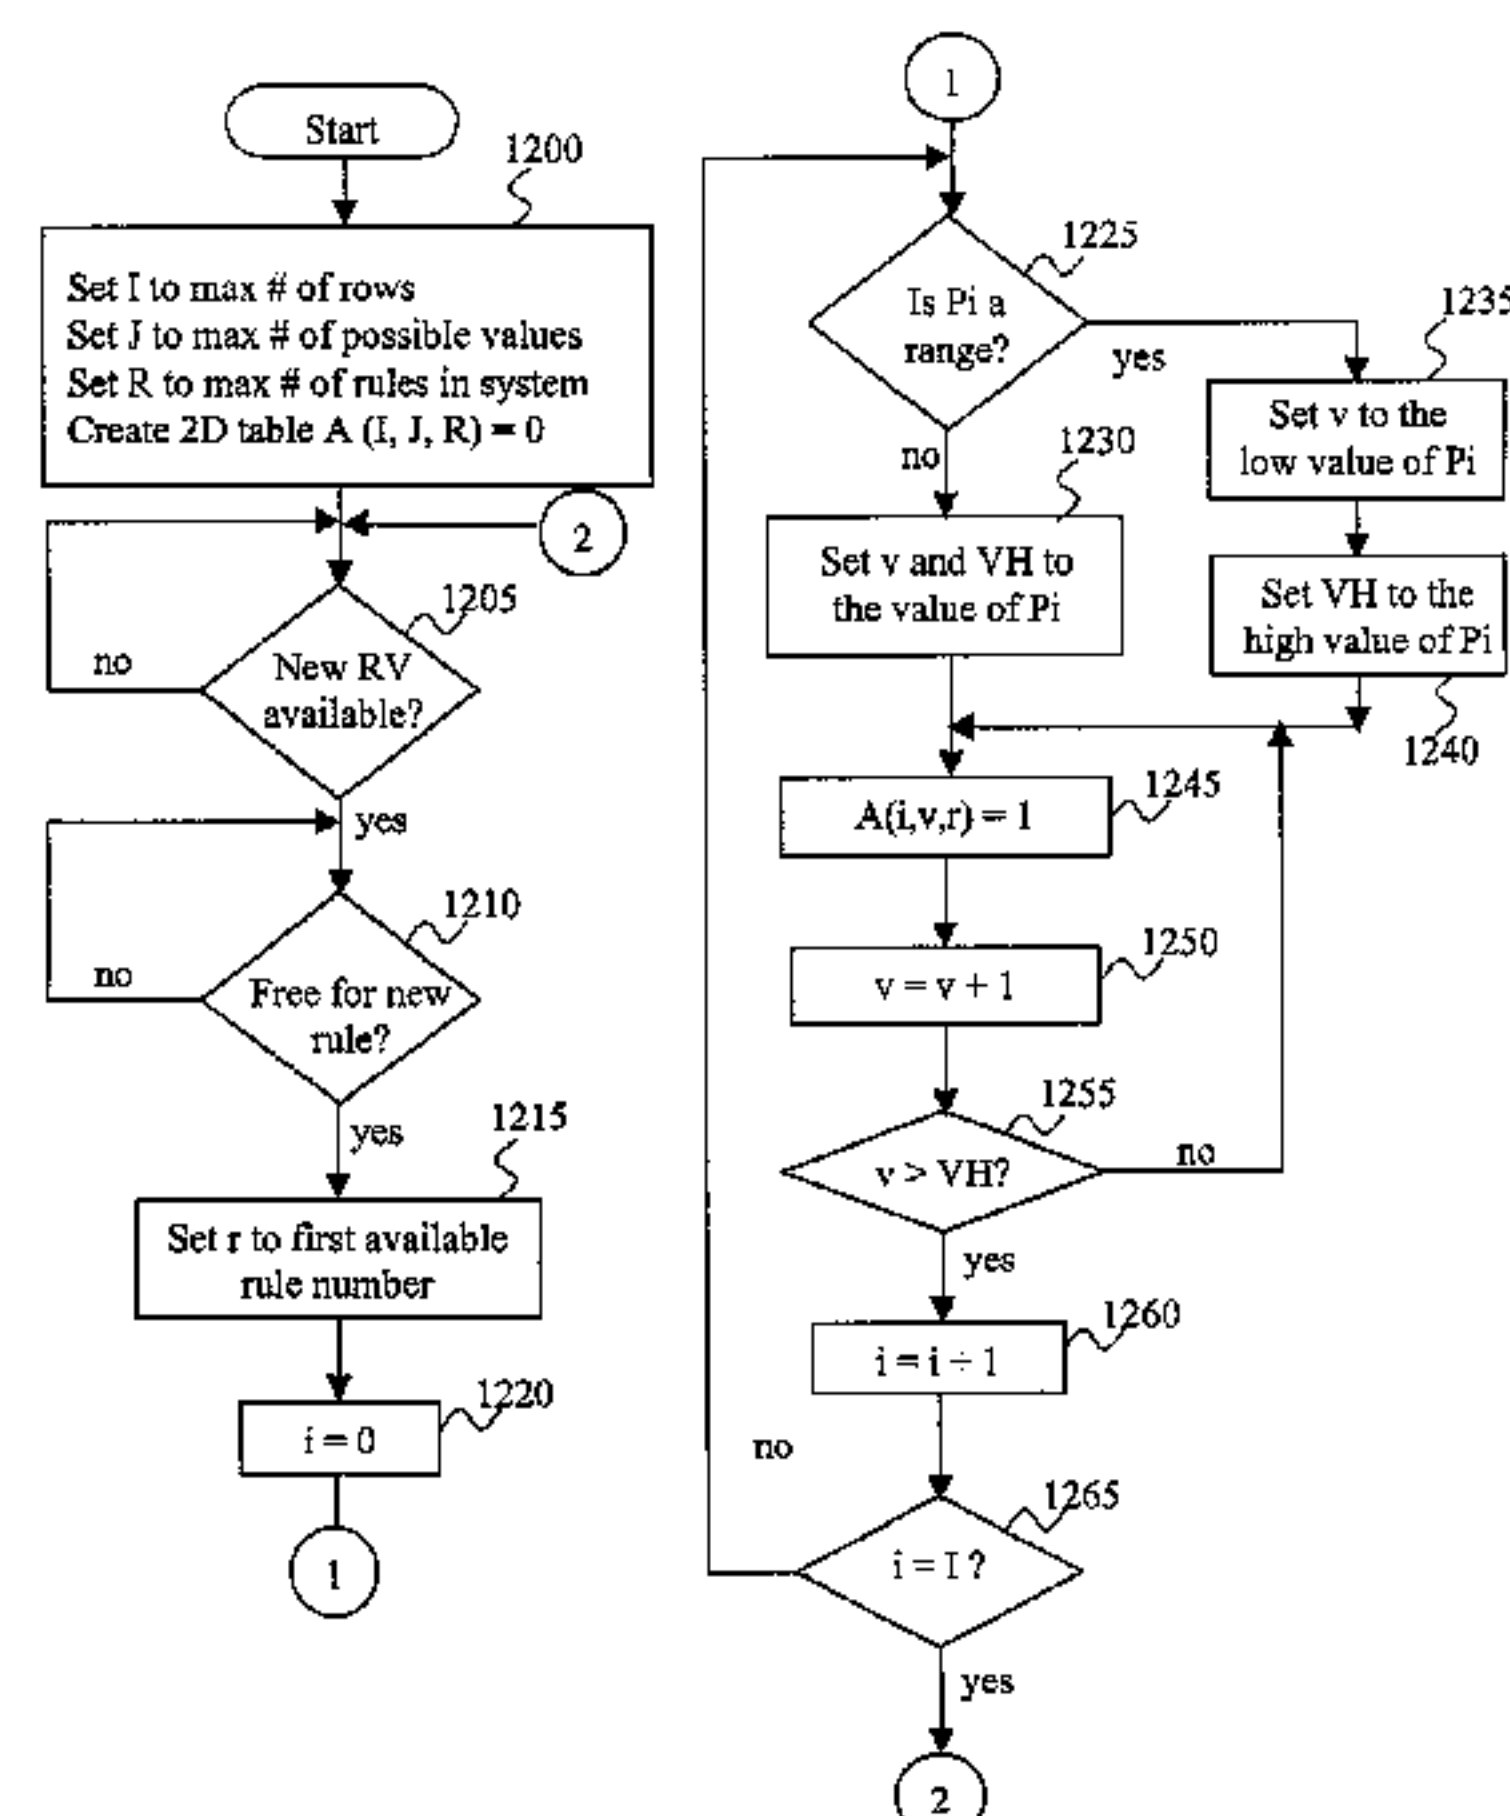 Start
1200
Set I to max # of rows
Set J to max # of possible values
Set R to max # of rules in system
Create 2D table A (I, J, R) = 0
2
1205
New RV
available?
no
yes
1210
Free for new
rule?
no
yes
1215
Set r to first available
rule number
1220
i = 0
1
1
1225
Is Pi a
range?
yes
no
1235
Set v to the
low value of Pi
1230
Set v and VH to
the value of Pi
Set VH to the
high value of Pi
1240
1245
A(i,v,r) = 1
1250
v = v + 1
1255
v > VH?
no
yes
1260
i = i + 1
no
1265
i = I ?
yes
2